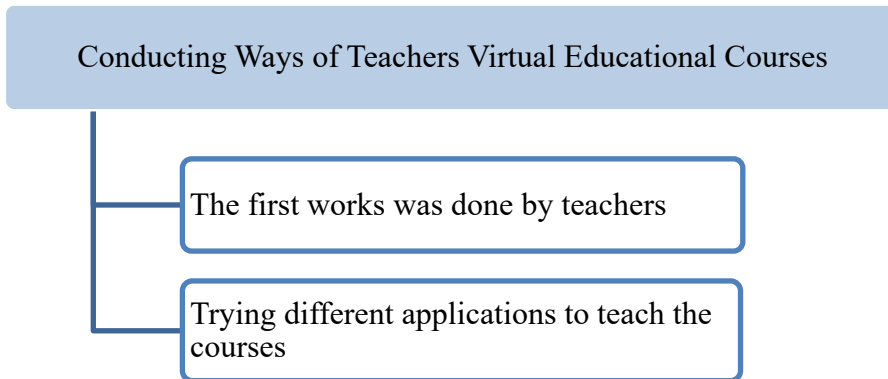 Conducting Ways of Teachers Virtual Educational Courses
The first works was done by teachers
Trying different applications to teach the
courses